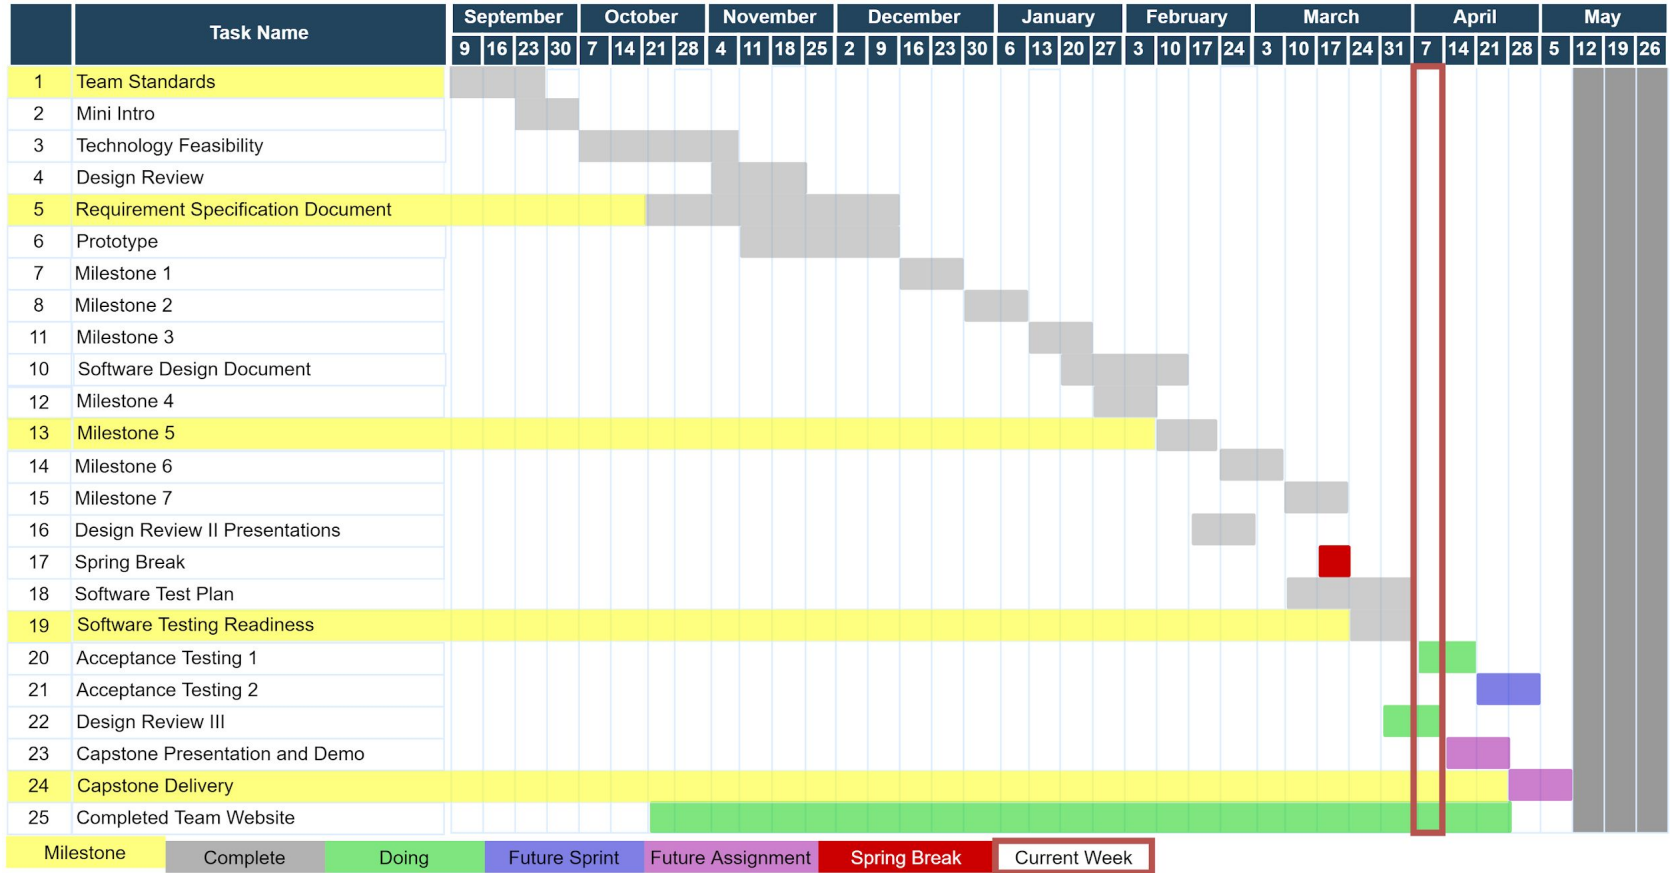 Task Name September October November December January February March April May
9 16 23 30 7 14 21 28 4 11 18 25 2 9 16 23 30 6 13 20 27 3 10 17 24 3 10 17 24 31 7 14 21 28 5 12 19 26
1 Team Standards
2 Mini Intro
3 Technology Feasibility
4 Design Review
5 Requirement Specification Document
6 Prototype
7 Milestone 1
8 Milestone 2
11 Milestone 3
10 Software Design Document
12 Milestone 4
13 Milestone 5
14 Milestone 6
15 Milestone 7
16 Design Review II Presentations
17 Spring Break
18 Software Test Plan
19 Software Testing Readiness
20 Acceptance Testing 1
21 Acceptance Testing 2
22 Design Review III
23 Capstone Presentation and Demo
24 Capstone Delivery
25 Completed Team Website
Milestone Complete Doing Future Sprint Future Assignment Spring Break Current Week